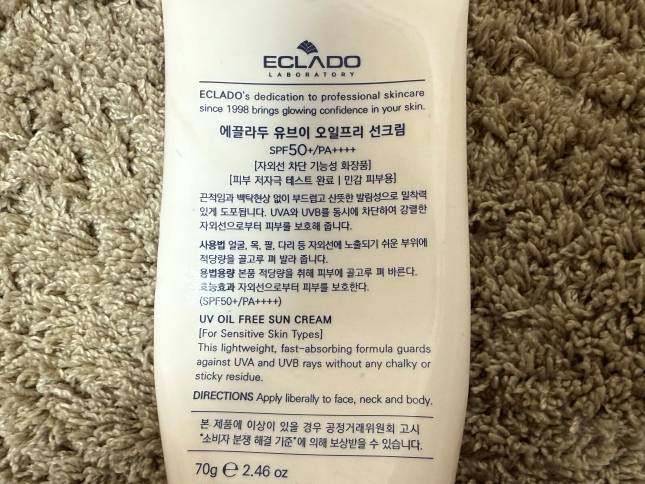 ECLADO
LABORATORY
ECLADO's dedication to professional skincare
since 1998 brings glowing confidence in your skin.
에끌라두 유브이 오일프리 선크림
SPF50+/PA++++
[자외선 차단 기능성 화장품]
[피부 저자극 테스트 완료 | 민감 피부용]
끈적임과 백탁현상 없이 부드럽고 산뜻한 발림성으로 밀착력
있게 도포됩니다. UVA와 UVB를 동시에 차단하여 강렬한
자외선으로부터 피부를 보호해 줍니다.
사용법 얼굴, 목, 팔, 다리 등 자외선에 노출되기 쉬운 부위에
적당량을 골고루 펴 발라 줍니다.
용법용량 본품 적당량을 취해 피부에 골고루 펴 바른다.
효능효과 자외선으로부터 피부를 보호한다.
(SPF50+/PA++++)
UV OIL FREE SUN CREAM
[For Sensitive Skin Types]
This lightweight, fast-absorbing formula guards
against UVA and UVB rays without any chalky or
sticky residue.
DIRECTIONS Apply liberally to face, neck and body.
본 제품에 이상이 있을 경우 공정거래위원회 고시
"소비자 분쟁 해결 기준"에 의해 보상받을 수 있습니다.
70g ℮ 2.46 oz